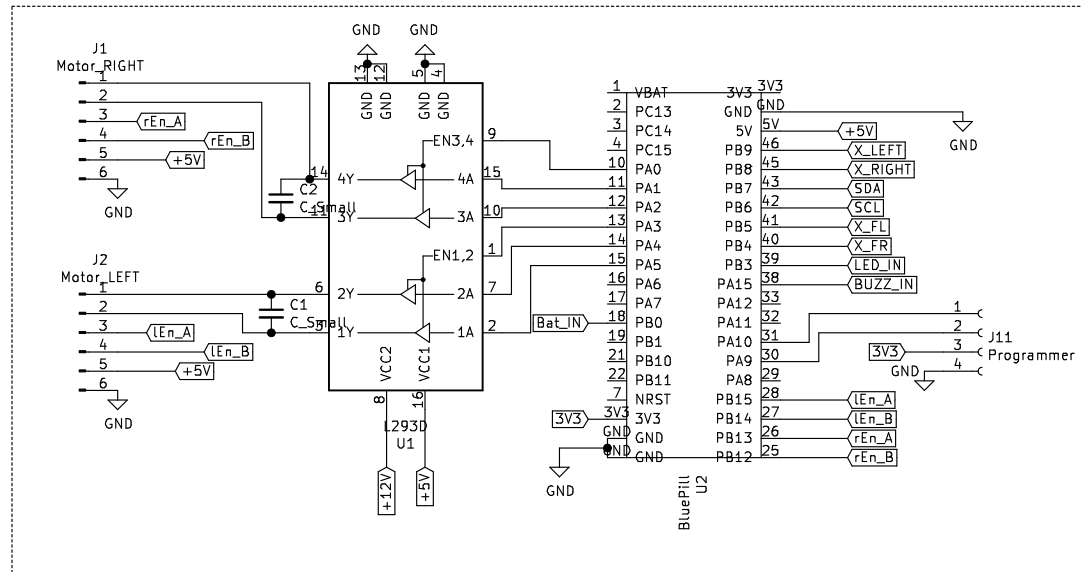 J1
Motor_RIGHT
1
2
3 rEn_A
4 rEn_B
5 +5V
6
GND
J2
Motor_LEFT
1
2
3 lEn_A
4 lEn_B
5 +5V
6
GND
C2
C_Small
C1
C_Small
GND GND
13 12 5 4
GND GND GND GND
EN3,4 9
14 4Y 4A 15
11 3Y 3A 10
EN1,2 1
6 2Y 2A 7
3 1Y 1A 2
VCC2 VCC1
8 16
L293D
U1
+12V +5V
1 VBAT
2 PC13
3 PC14
4 PC15
10 PA0
11 PA1
12 PA2
13 PA3
14 PA4
15 PA5
16 PA6
17 PA7
Bat_IN 18 PB0
19 PB1
21 PB10
22 PB11
7 NRST
3V3 3V3 3V3
GND GND
GND GND
GND
3V3 3V3
GND GND
GND
5V 5V +5V
PB9 46 X_LEFT
PB8 45 X_RIGHT
PB7 43 SDA
PB6 42 SCL
PB5 41 X_FL
PB4 40 X_FR
PB3 39 LED_IN
PA15 38 BUZZ_IN
PA12 33
PA11 32
PA10 31
PA9 30
PA8 29
PB15 28 lEn_A
PB14 27 lEn_B
PB13 26 rEn_A
PB12 25 rEn_B
BluePill
U2
1
2
3V3 3
GND 4
J11
Programmer